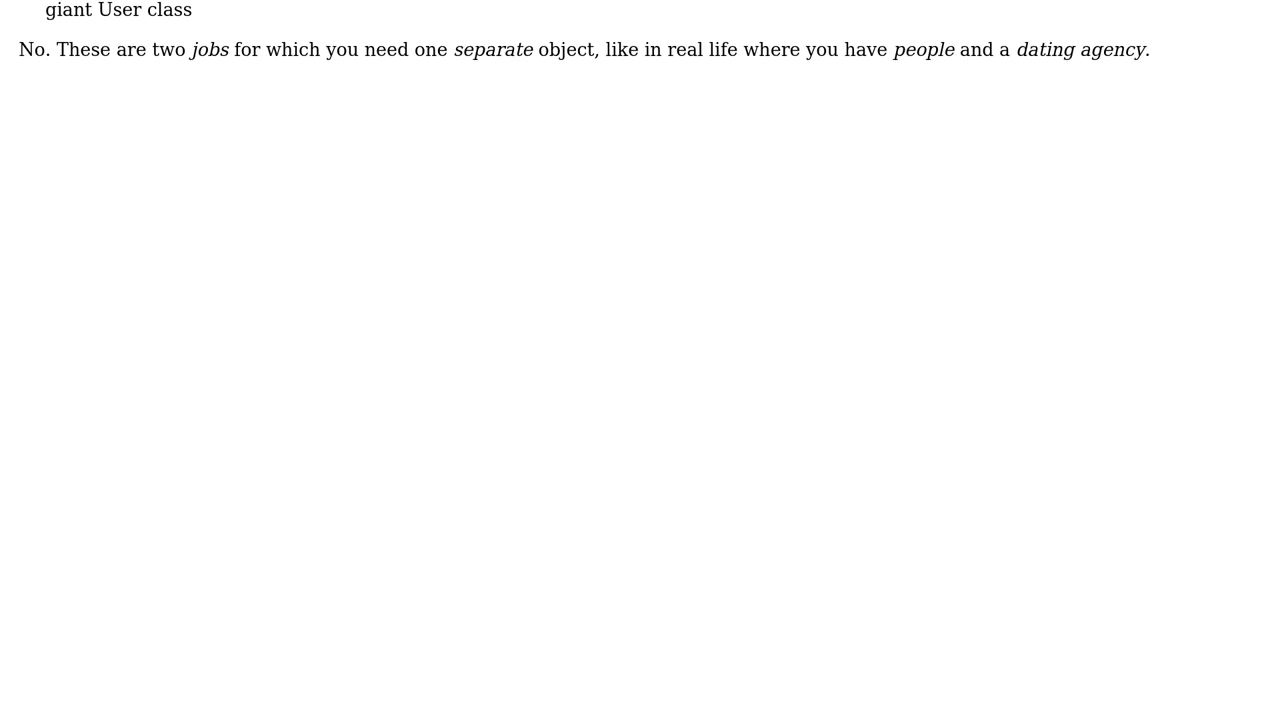 giant User class
No. These are two jobs for which you need one separate object, like in real life where you have people and a dating agency.